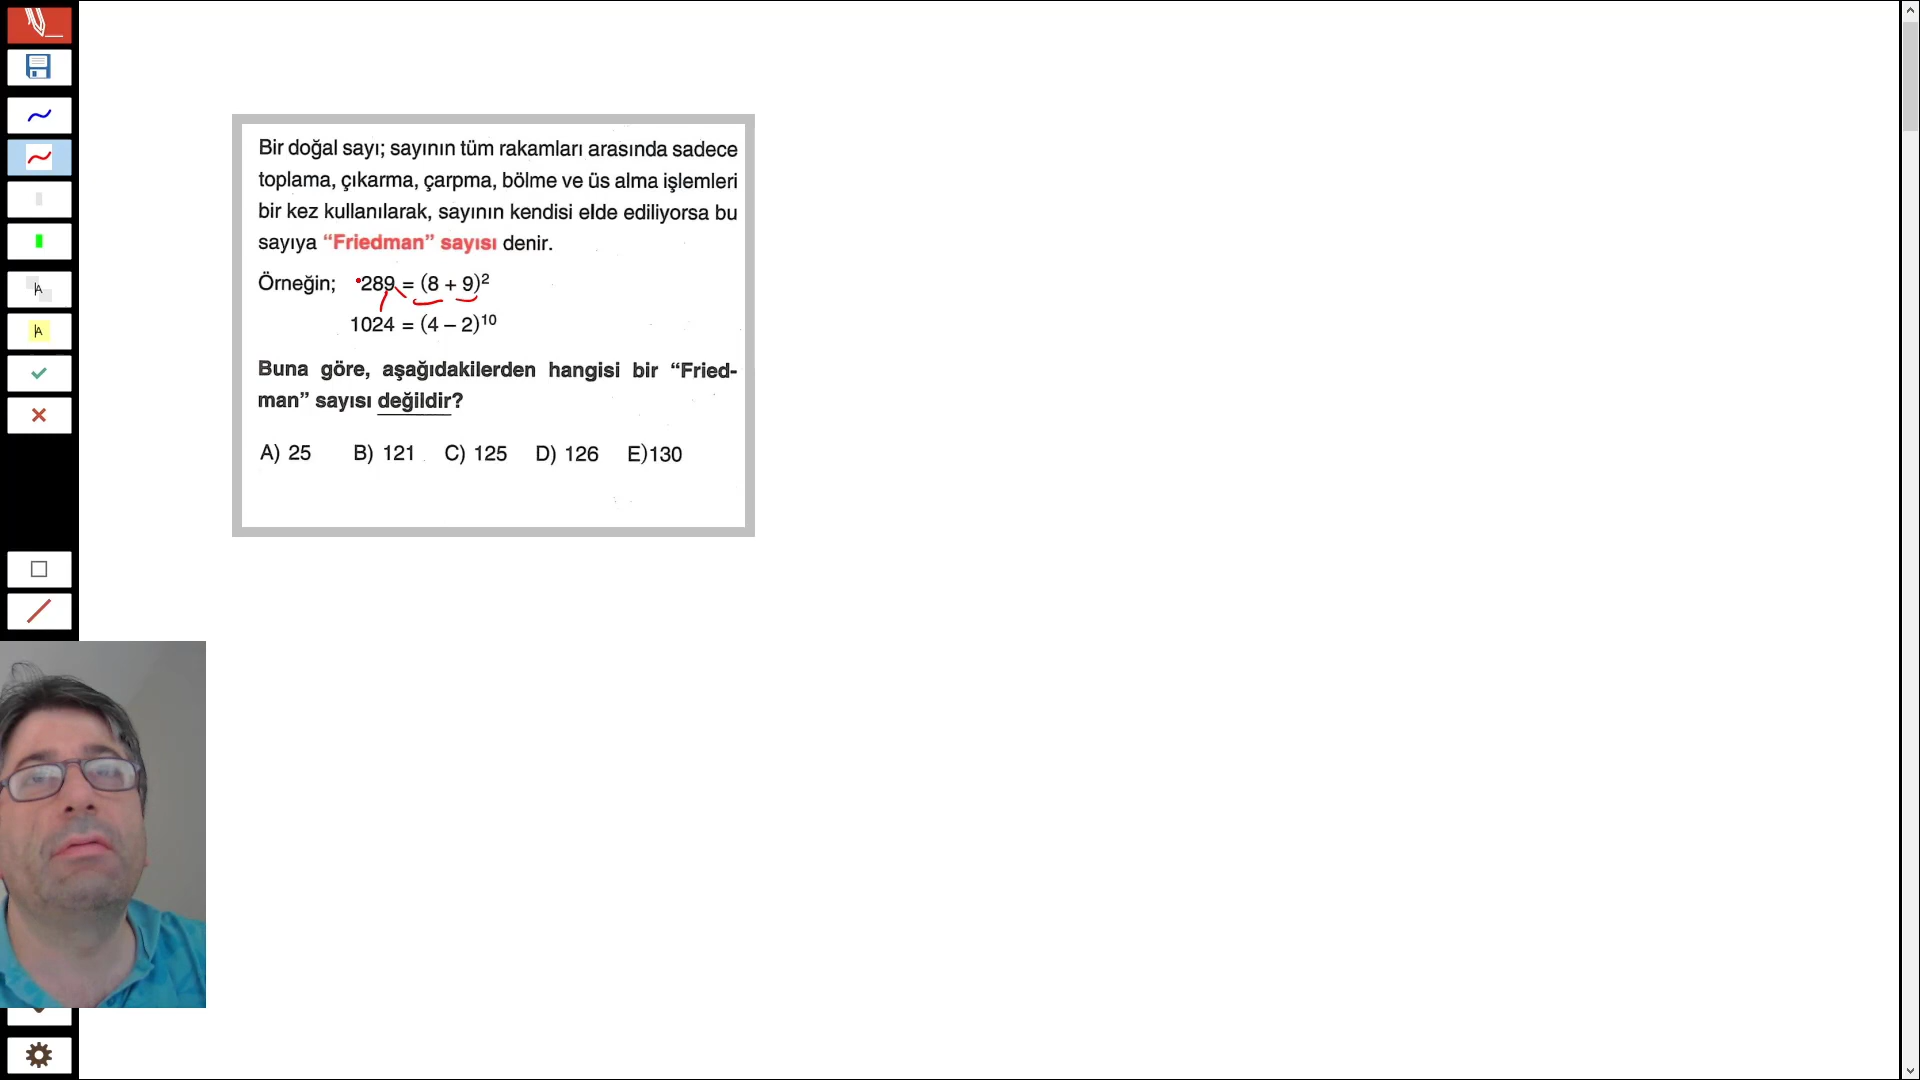 Bir doğal sayı; sayının tüm rakamları arasında sadece
toplama, çıkarma, çarpma, bölme ve üs alma işlemleri
bir kez kullanılarak, sayının kendisi elde ediliyorsa bu
sayıya “Friedman” sayısı denir.
Örneğin; 289 = (8 + 9)²
1024 = (4 – 2)¹⁰
Buna göre, aşağıdakilerden hangisi bir “Fried-
man” sayısı değildir?
A) 25 B) 121 C) 125 D) 126 E)130